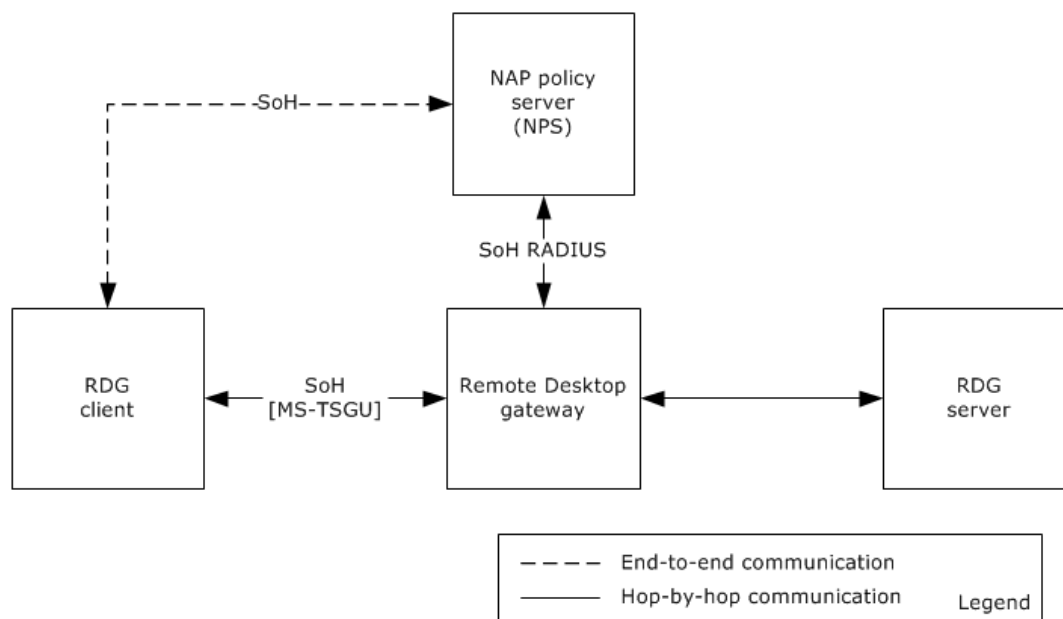 NAP policy
server
(NPS)
SoH
SoH RADIUS
RDG
client
SoH
[MS-TSGU]
Remote Desktop
gateway
RDG
server
End-to-end communication
Hop-by-hop communication
Legend